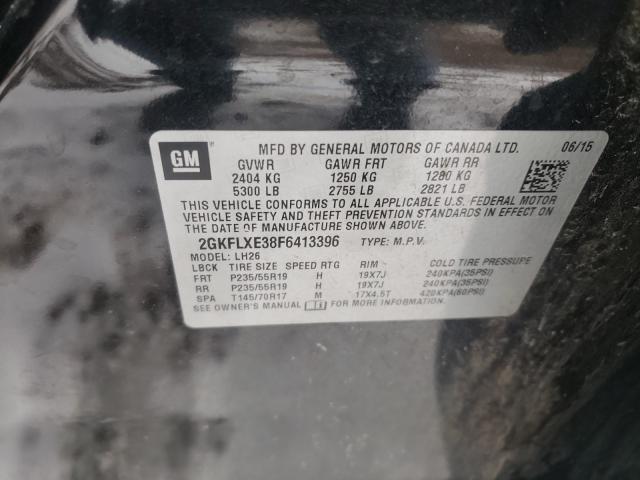 GM
MFD BY GENERAL MOTORS OF CANADA LTD. 06/15
GVWR GAWR FRT GAWR RR
2404 KG 1250 KG 1280 KG
5300 LB 2755 LB 2821 LB
THIS VEHICLE CONFORMS TO ALL APPLICABLE U.S. FEDERAL MOTOR
VEHICLE SAFETY AND THEFT PREVENTION STANDARDS IN EFFECT ON
THE DATE OF MANUFACTURE SHOWN ABOVE.
2GKFLXE38F6413396 TYPE: M.P.V.
MODEL: LH26
LBCK TIRE SIZE SPEED RTG RIM COLD TIRE PRESSURE
FRT P235/55R19 H 19X7J 240KPA(35PSI)
RR P235/55R19 H 19X7J 240KPA(35PSI)
SPA T145/70R17 M 17X4.5T 420KPA(60PSI)
SEE OWNER'S MANUAL FOR ADDITIONAL INFORMATION.